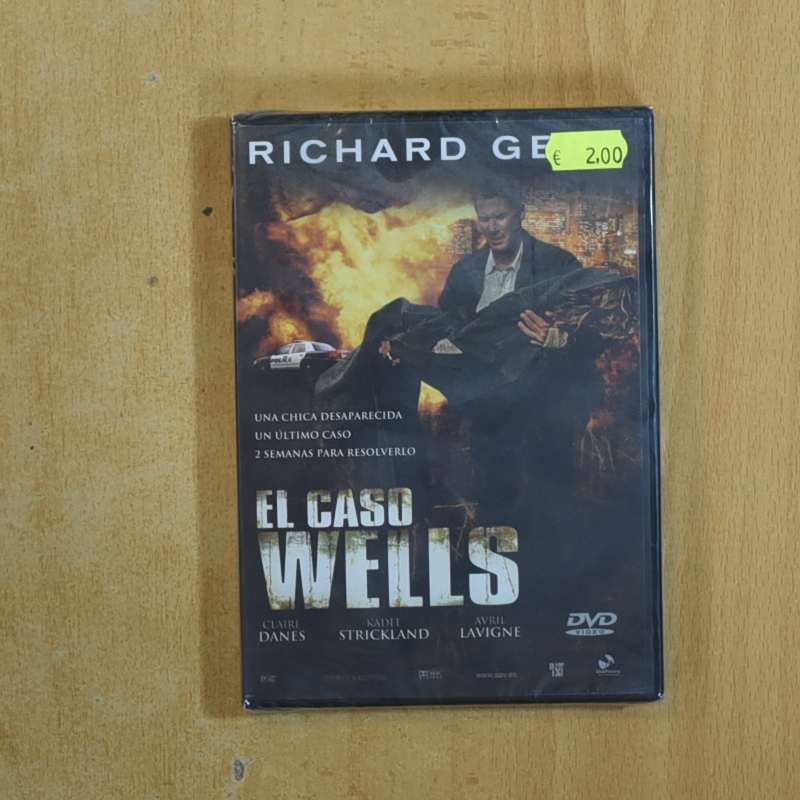 RICHARD GE
€ 2.00
POLICE
UNA CHICA DESAPARECIDA
UN ÚLTIMO CASO
2 SEMANAS PARA RESOLVERLO
EL CASO
WELLS
CLAIRE DANES
KADEE STRICKLAND
AVRIL LAVIGNE
DVD
VIDEO
www.sav.es